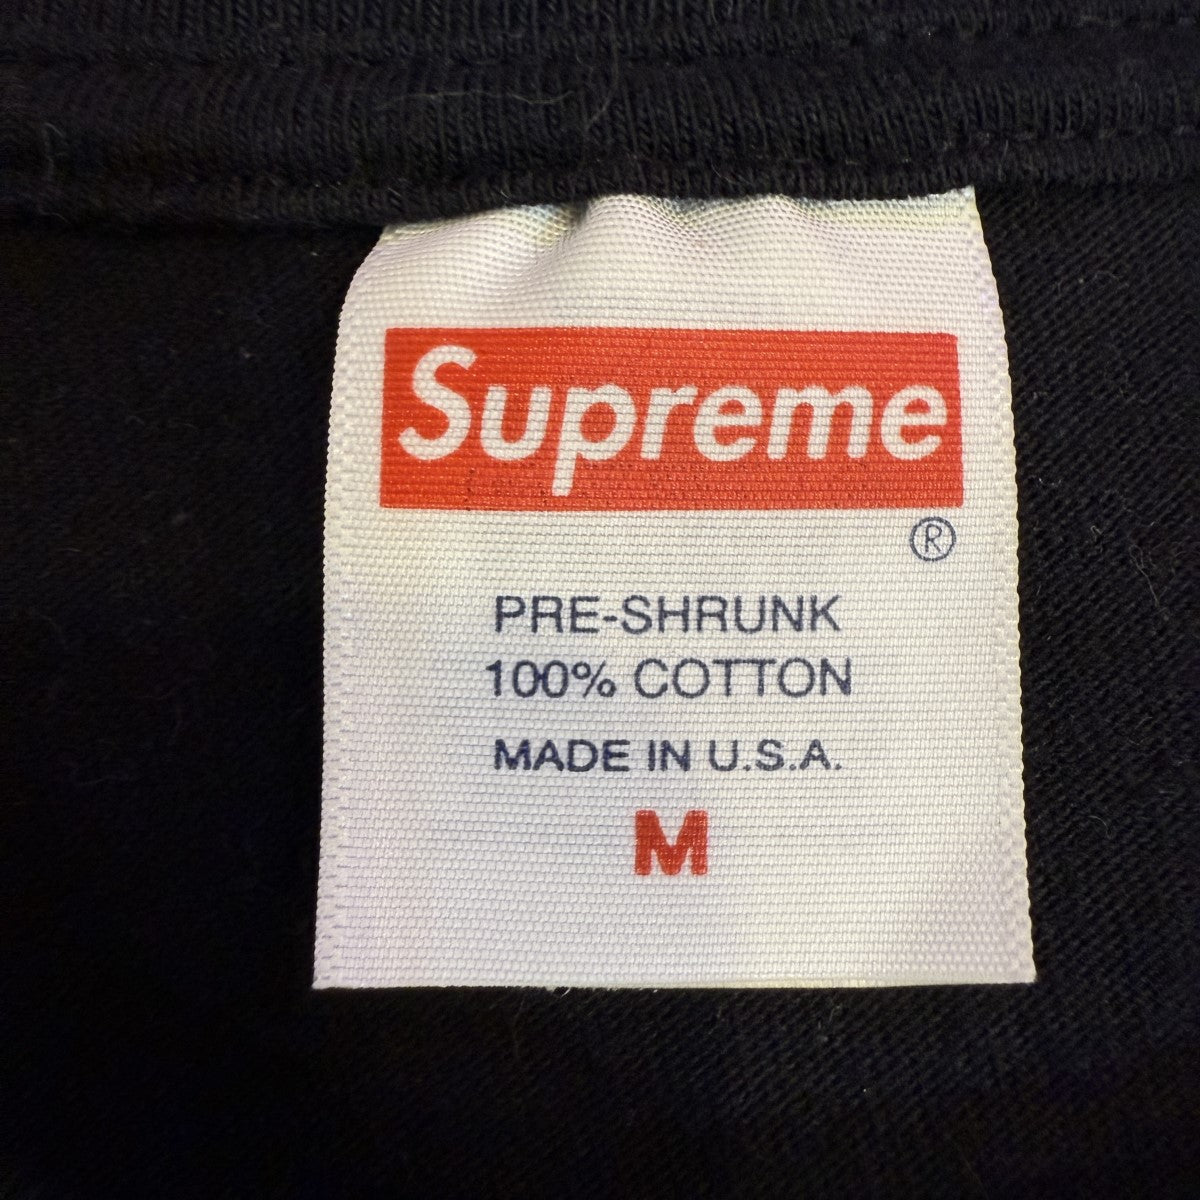 Supreme
®
PRE-SHRUNK
100% COTTON
MADE IN U.S.A.
M